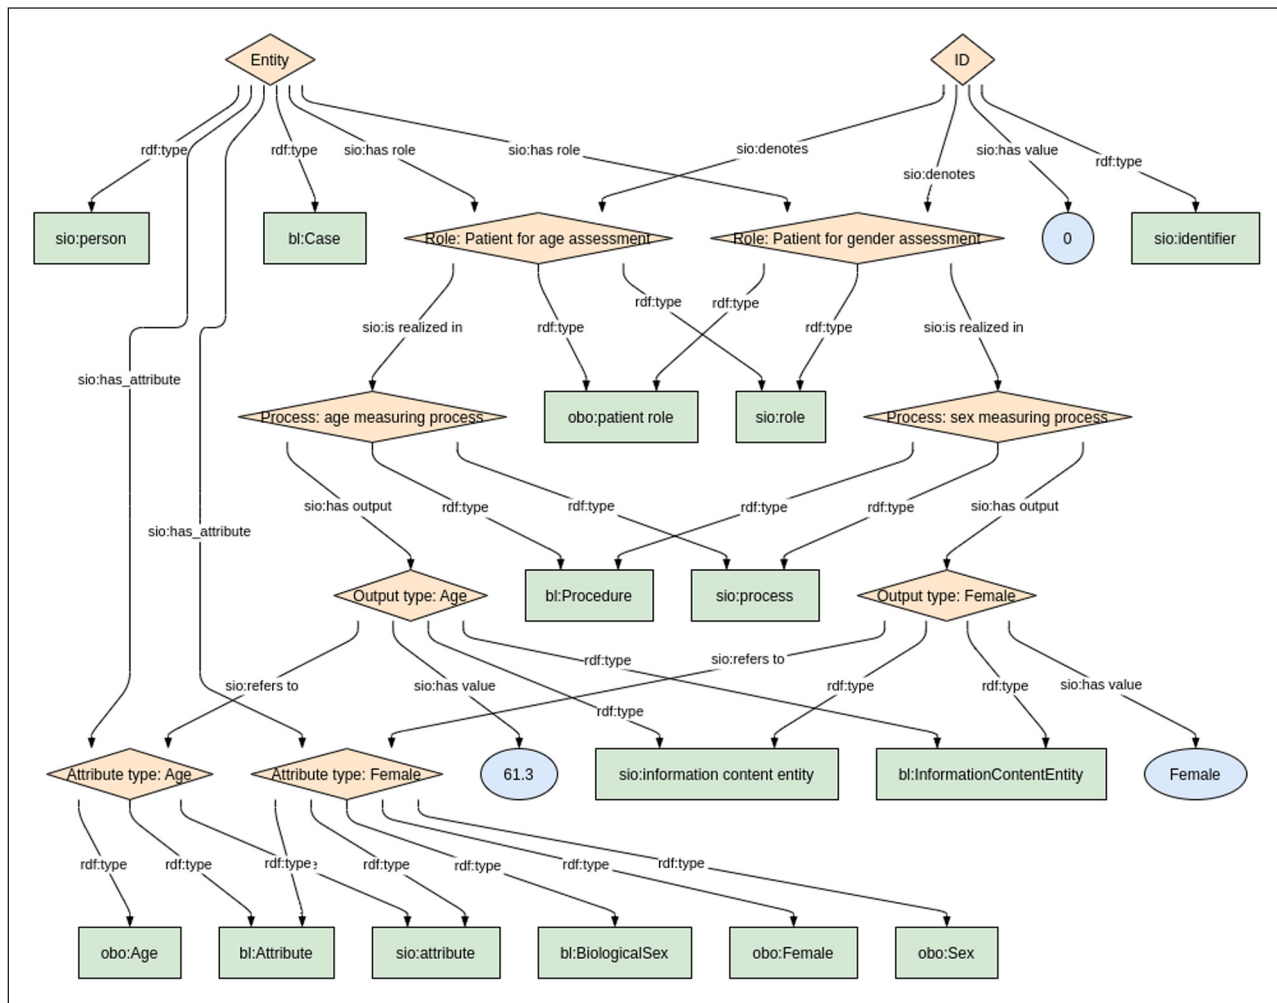 Entity
ID
rdf:type
rdf:type
sio:has role
sio:has role
sio:denotes
sio:has value
rdf:type
sio:denotes
sio:person
bl:Case
Role: Patient for age assessment
Role: Patient for gender assessment
0
sio:identifier
sio:is realized in
rdf:type
rdf:type
rdf:type
rdf:type
sio:is realized in
sio:has_attribute
Process: age measuring process
obo:patient role
sio:role
Process: sex measuring process
sio:has_attribute
sio:has output
rdf:type
rdf:type
rdf:type
rdf:type
sio:has output
Output type: Age
bl:Procedure
sio:process
Output type: Female
sio:refers to
sio:has value
rdf:type
rdf:type
sio:refers to
rdf:type
rdf:type
sio:has value
Attribute type: Age
Attribute type: Female
61.3
sio:information content entity
bl:InformationContentEntity
Female
rdf:type
rdf:type
rdf:type
rdf:type
rdf:type
rdf:type
rdf:type
obo:Age
bl:Attribute
sio:attribute
bl:BiologicalSex
obo:Female
obo:Sex